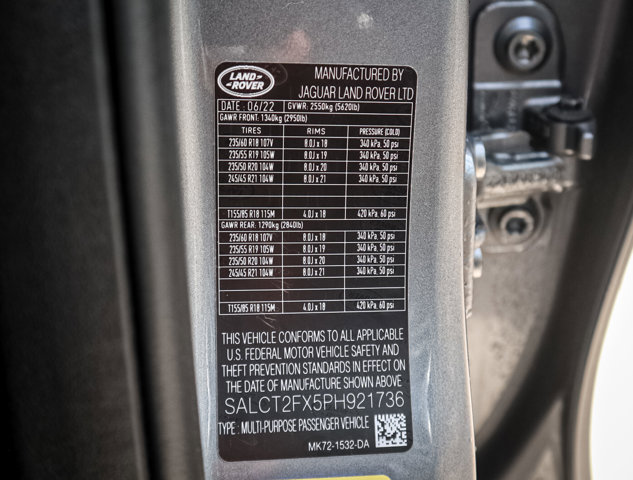 LAND ROVER
MANUFACTURED BY
JAGUAR LAND ROVER LTD
DATE : 06/22 GVWR: 2550kg (5620lb)
GAWR FRONT: 1340kg (2950lb)
TIRES RIMS PRESSURE (COLD)
235/60 R18 107V 8.0J x 18 340 kPa, 50 psi
235/55 R19 105W 8.0J x 19 340 kPa, 50 psi
235/50 R20 104W 8.0J x 20 340 kPa, 50 psi
245/45 R21 104W 8.0J x 21 340 kPa, 50 psi
T155/85 R18 115M 4.0J x 18 420 kPa, 60 psi
GAWR REAR: 1290kg (2840lb)
235/60 R18 107V 8.0J x 18 340 kPa, 50 psi
235/55 R19 105W 8.0J x 19 340 kPa, 50 psi
235/50 R20 104W 8.0J x 20 340 kPa, 50 psi
245/45 R21 104W 8.0J x 21 340 kPa, 50 psi
T155/85 R18 115M 4.0J x 18 420 kPa, 60 psi
THIS VEHICLE CONFORMS TO ALL APPLICABLE
U.S. FEDERAL MOTOR VEHICLE SAFETY AND
THEFT PREVENTION STANDARDS IN EFFECT ON
THE DATE OF MANUFACTURE SHOWN ABOVE
SALCT2FX5PH921736
TYPE : MULTI-PURPOSE PASSENGER VEHICLE
MK72-1532-DA